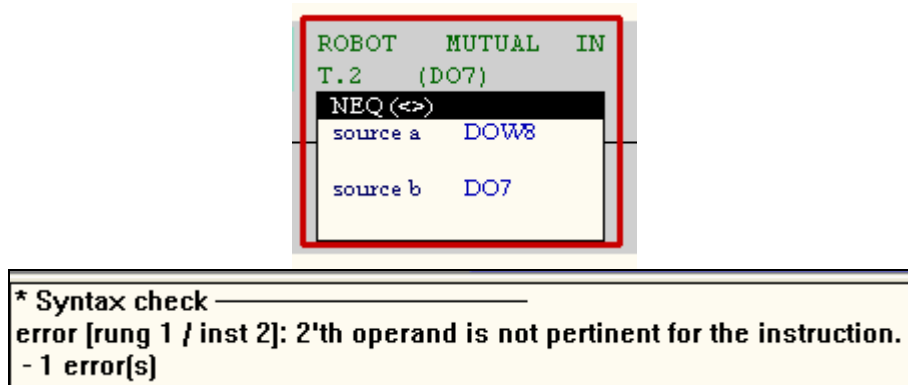 ROBOT MUTUAL IN
T.2 (DO7)
NEQ (<>)
source a DOW8
source b DO7
* Syntax check
error [rung 1 / inst 2]: 2'th operand is not pertinent for the instruction.
- 1 error(s)